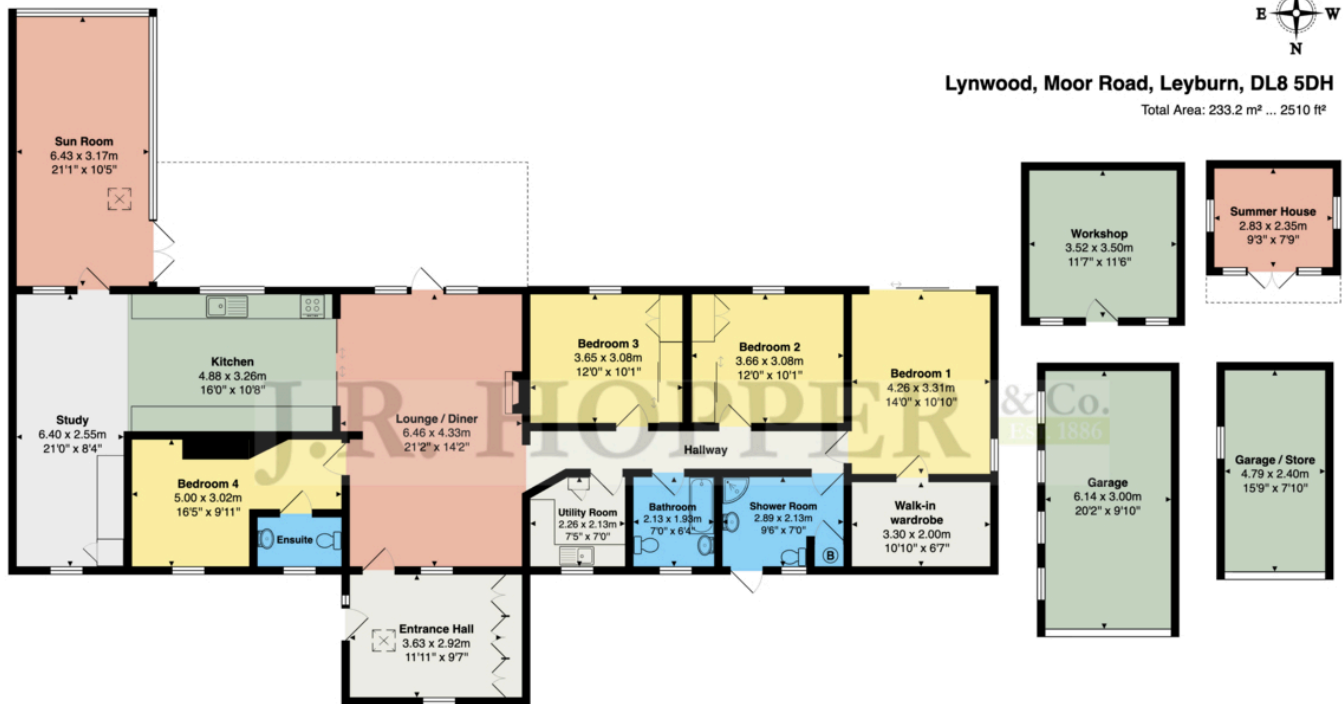 E W
N
Lynwood, Moor Road, Leyburn, DL8 5DH
Total Area: 233.2 m² ... 2510 ft²
Sun Room
6.43 x 3.17m
21'1" x 10'5"
Workshop
3.52 x 3.50m
11'7" x 11'6"
Summer House
2.83 x 2.35m
9'3" x 7'9"
Kitchen
4.88 x 3.26m
16'0" x 10'8"
Bedroom 3
3.65 x 3.08m
12'0" x 10'1"
Bedroom 2
3.66 x 3.08m
12'0" x 10'1"
Bedroom 1
4.26 x 3.31m
14'0" x 10'10"
Study
6.40 x 2.55m
21'0" x 8'4"
Lounge / Diner
6.46 x 4.33m
21'2" x 14'2"
J.R. HOPPER & Co.
Est. 1886
Hallway
Bedroom 4
5.00 x 3.02m
16'5" x 9'11"
Ensuite
Utility Room
2.26 x 2.13m
7'5" x 7'0"
Bathroom
2.13 x 1.93m
7'0" x 6'4"
Shower Room
2.89 x 2.13m
9'6" x 7'0"
B
Walk-in
wardrobe
3.30 x 2.00m
10'10" x 6'7"
Garage
6.14 x 3.00m
20'2" x 9'10"
Garage / Store
4.79 x 2.40m
15'9" x 7'10"
Entrance Hall
3.63 x 2.92m
11'11" x 9'7"